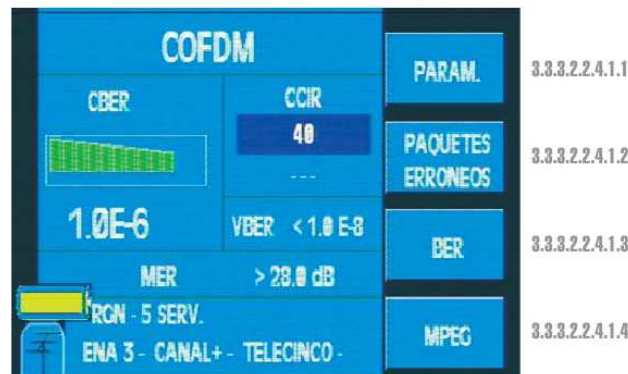 COFDM
CBER
1.0E-6
CCIR
40
---
VBER < 1.0 E-8
MER > 28.0 dB
RGN - 5 SERV.
ENA 3 - CANAL+ - TELECINCO -
PARAM.
3.3.3.2.2.4.1.1
PAQUETES
ERRONEOS
3.3.3.2.2.4.1.2
BER
3.3.3.2.2.4.1.3
MPEG
3.3.3.2.2.4.1.4